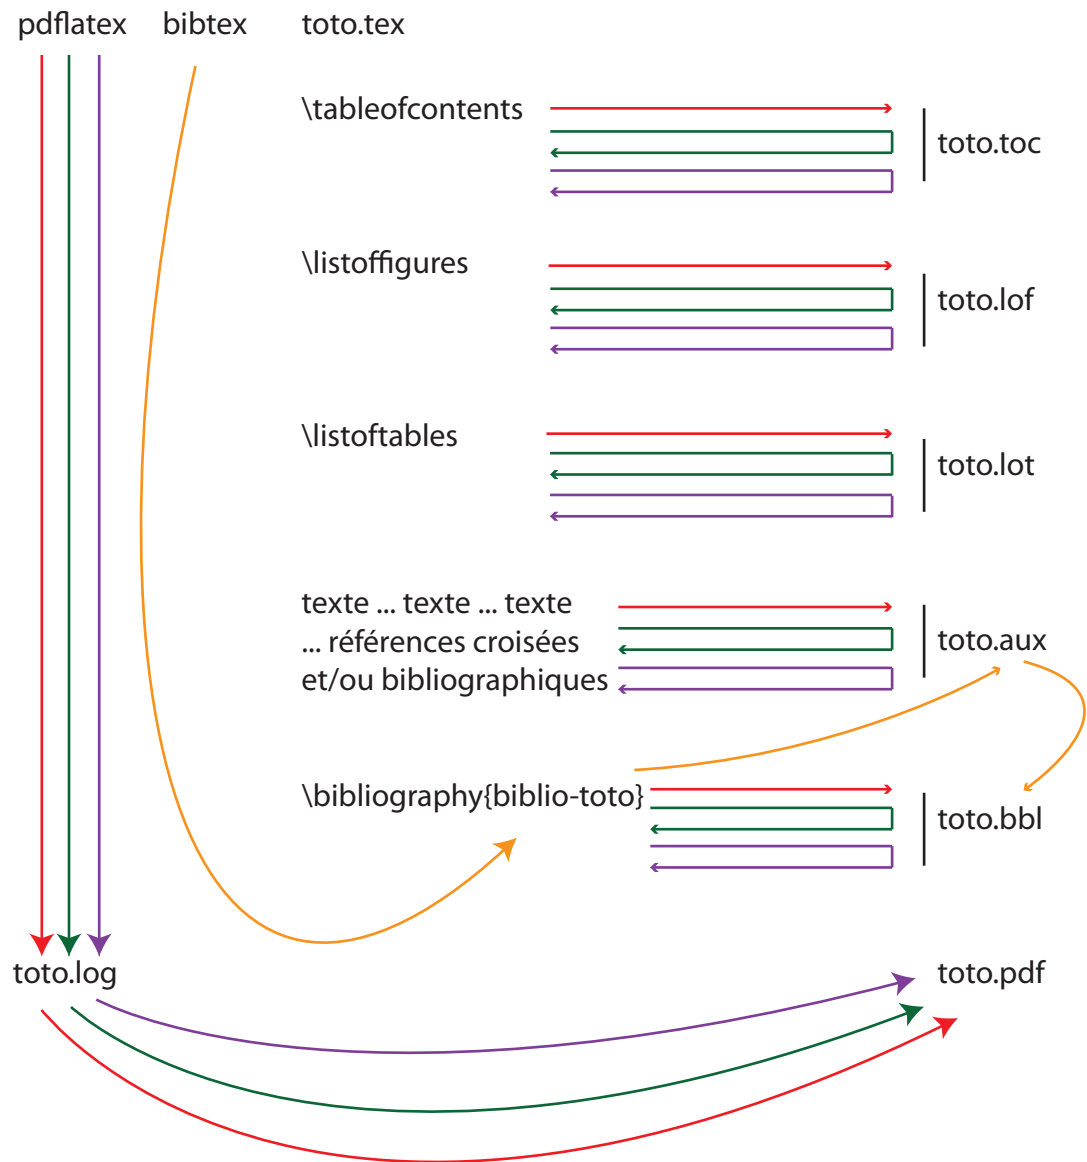 pdflatex bibtex toto.tex
\tableofcontents
toto.toc
\listoffigures
toto.lof
\listoftables
toto.lot
texte ... texte ... texte
... références croisées
et/ou bibliographiques
toto.aux
\bibliography{biblio-toto}
toto.bbl
toto.log
toto.pdf